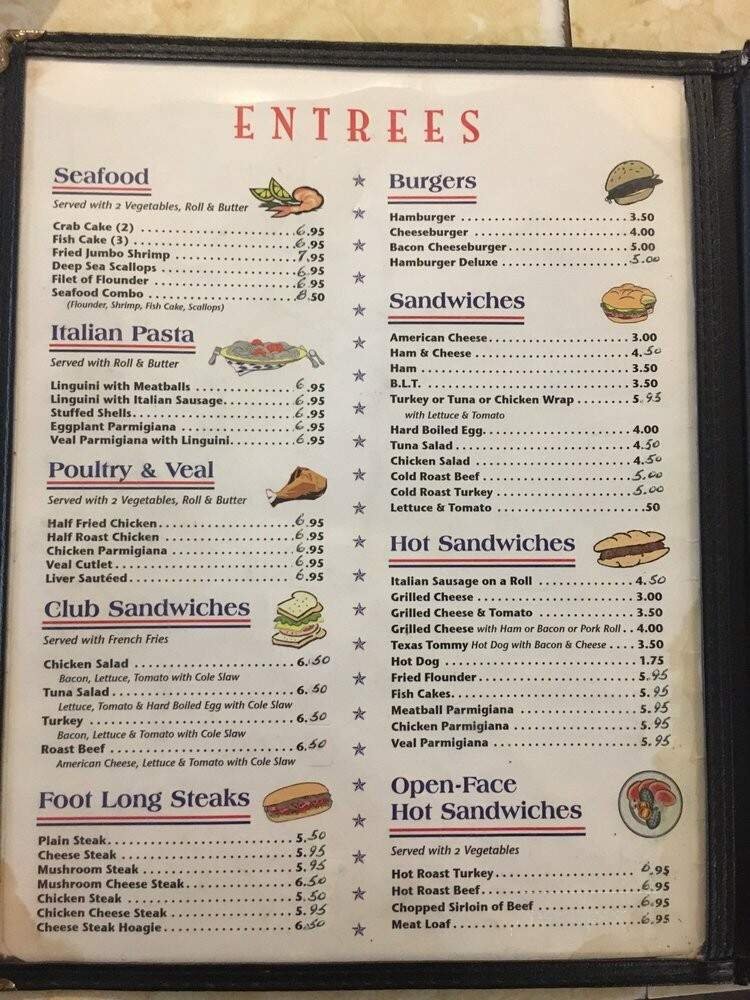 ENTREES
Seafood
Served with 2 Vegetables, Roll & Butter
Crab Cake (2) 6.95
Fish Cake (3) 6.95
Fried Jumbo Shrimp 7.95
Deep Sea Scallops 6.95
Filet of Flounder 6.95
Seafood Combo 8.50
(Flounder, Shrimp, Fish Cake, Scallops)
Italian Pasta
Served with Roll & Butter
Linguini with Meatballs 6.95
Linguini with Italian Sausage 6.95
Stuffed Shells 6.95
Eggplant Parmigiana 6.95
Veal Parmigiana with Linguini 6.95
Poultry & Veal
Served with 2 Vegetables, Roll & Butter
Half Fried Chicken 6.95
Half Roast Chicken 6.95
Chicken Parmigiana 6.95
Veal Cutlet 6.95
Liver Sautéed 6.95
Club Sandwiches
Served with French Fries
Chicken Salad 6.50
Bacon, Lettuce, Tomato with Cole Slaw
Tuna Salad 6.50
Lettuce, Tomato & Hard Boiled Egg with Cole Slaw
Turkey 6.50
Bacon, Lettuce & Tomato with Cole Slaw
Roast Beef 6.50
American Cheese, Lettuce & Tomato with Cole Slaw
Foot Long Steaks
Plain Steak 5.50
Cheese Steak 5.95
Mushroom Steak 5.95
Mushroom Cheese Steak 6.50
Chicken Steak 5.50
Chicken Cheese Steak 5.95
Cheese Steak Hoagie 6.50
Burgers
Hamburger 3.50
Cheeseburger 4.00
Bacon Cheeseburger 5.00
Hamburger Deluxe 5.00
Sandwiches
American Cheese 3.00
Ham & Cheese 4.50
Ham 3.50
B.L.T. 3.50
Turkey or Tuna or Chicken Wrap 5.95
with Lettuce & Tomato
Hard Boiled Egg 4.00
Tuna Salad 4.50
Chicken Salad 4.50
Cold Roast Beef 5.00
Cold Roast Turkey 5.00
Lettuce & Tomato .50
Hot Sandwiches
Italian Sausage on a Roll 4.50
Grilled Cheese 3.00
Grilled Cheese & Tomato 3.50
Grilled Cheese with Ham or Bacon or Pork Roll 4.00
Texas Tommy Hot Dog with Bacon & Cheese 3.50
Hot Dog 1.75
Fried Flounder 5.95
Fish Cakes 5.95
Meatball Parmigiana 5.95
Chicken Parmigiana 5.95
Veal Parmigiana 5.95
Open-Face
Hot Sandwiches
Served with 2 Vegetables
Hot Roast Turkey 6.95
Hot Roast Beef 6.95
Chopped Sirloin of Beef 6.95
Meat Loaf 6.95